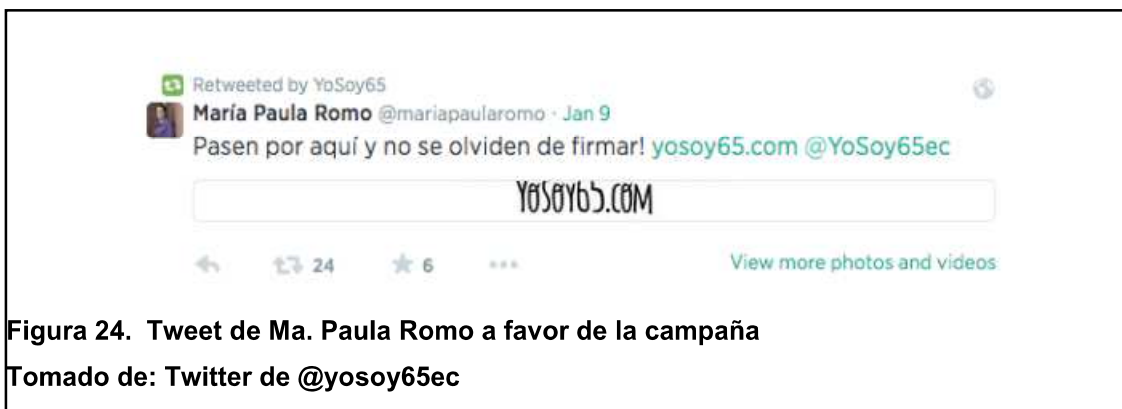 Retweeted by YoSoy65
María Paula Romo @mariapaularomo · Jan 9
Pasen por aquí y no se olviden de firmar! yosoy65.com @YoSoy65ec
YOSOY65.COM
24 6 View more photos and videos
Figura 24. Tweet de Ma. Paula Romo a favor de la campaña
Tomado de: Twitter de @yosoy65ec